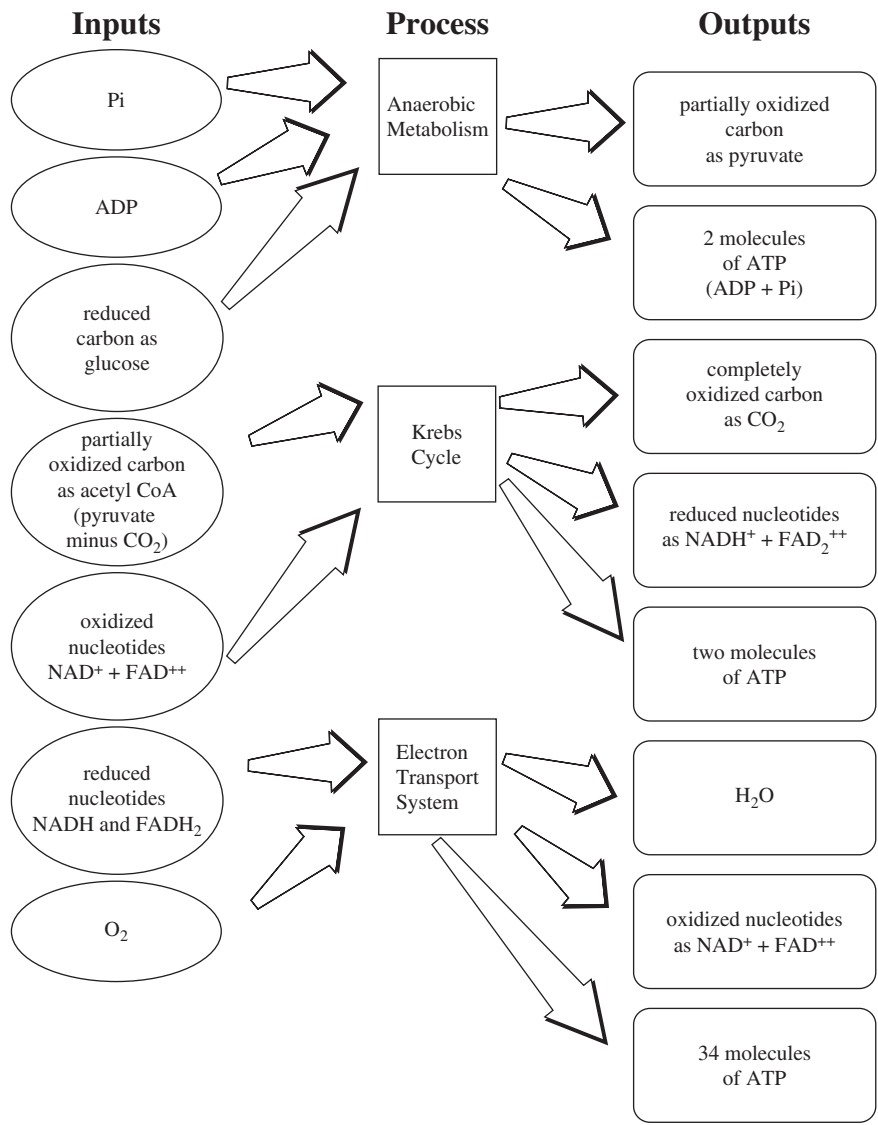 Inputs
Process
Outputs
Pi
ADP
reduced
carbon as
glucose
partially
oxidized carbon
as acetyl CoA
(pyruvate
minus CO₂)
oxidized
nucleotides
NAD⁺ + FAD⁺⁺
reduced
nucleotides
NADH and FADH₂
O₂
Anaerobic
Metabolism
Krebs
Cycle
Electron
Transport
System
partially oxidized
carbon
as pyruvate
2 molecules
of ATP
(ADP + Pi)
completely
oxidized carbon
as CO₂
reduced nucleotides
as NADH⁺ + FAD₂⁺⁺
two molecules
of ATP
H₂O
oxidized nucleotides
as NAD⁺ + FAD⁺⁺
34 molecules
of ATP